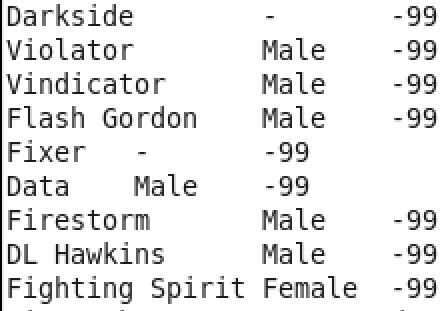 Darkside - -99
Violator Male -99
Vindicator Male -99
Flash Gordon Male -99
Fixer - -99
Data Male -99
Firestorm Male -99
DL Hawkins Male -99
Fighting Spirit Female -99